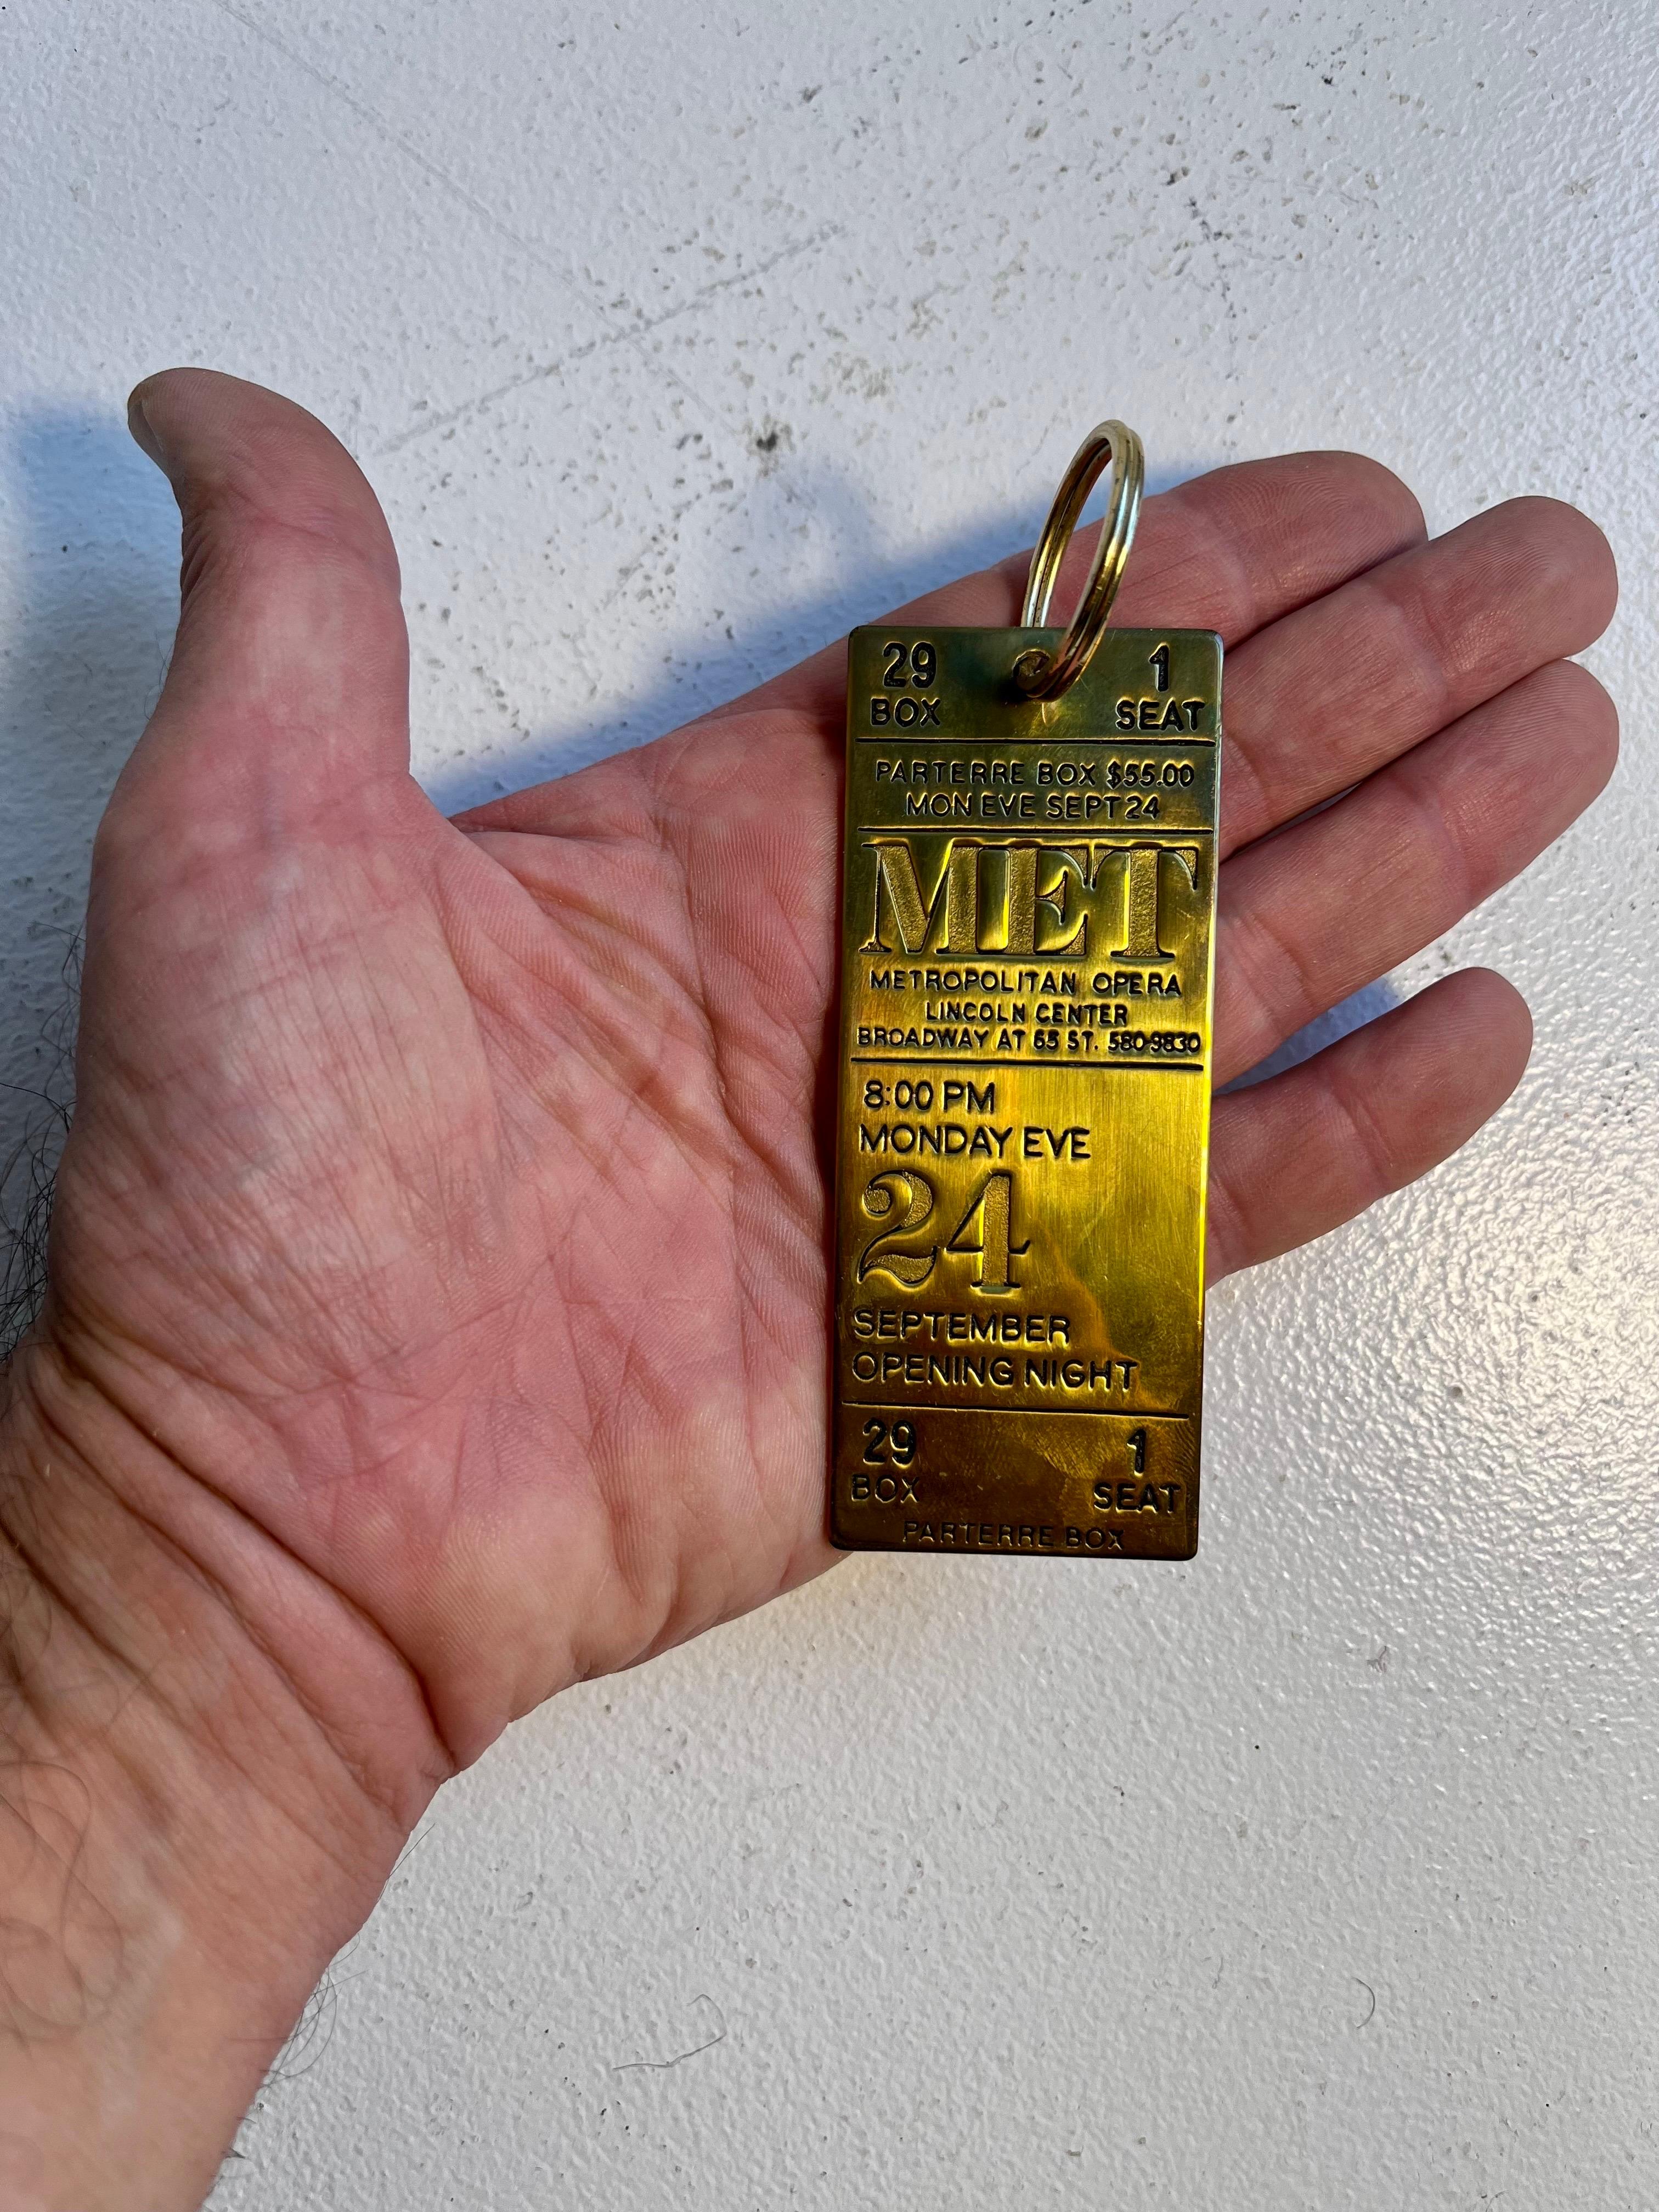 29 1
BOX SEAT
PARTERRE BOX $55.00
MON EVE SEPT 24
MET
METROPOLITAN OPERA
LINCOLN CENTER
BROADWAY AT 65 ST. 580-9830
8:00 PM
MONDAY EVE
24
SEPTEMBER
OPENING NIGHT
29 1
BOX SEAT
PARTERRE BOX